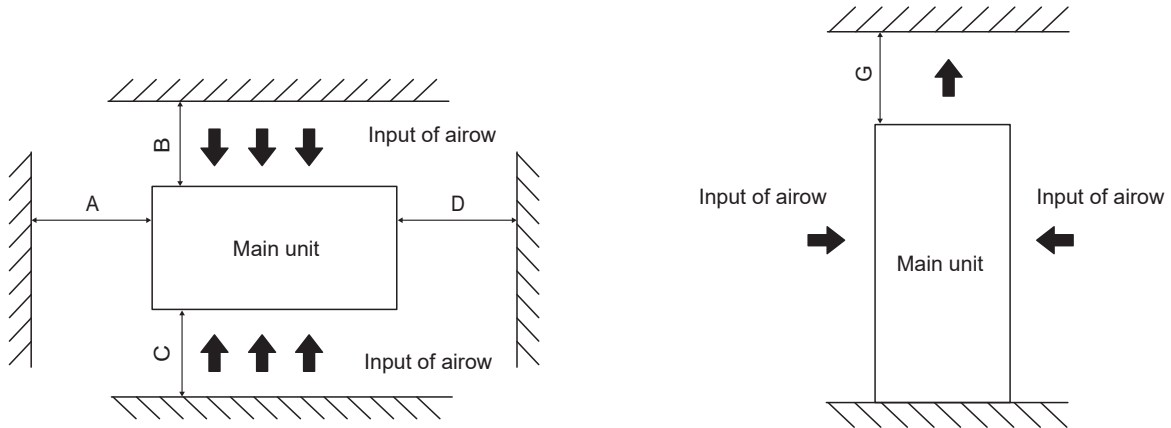 B
Input of airow
A
D
Main unit
C
Input of airow
G
Input of airow
Input of airow
Main unit